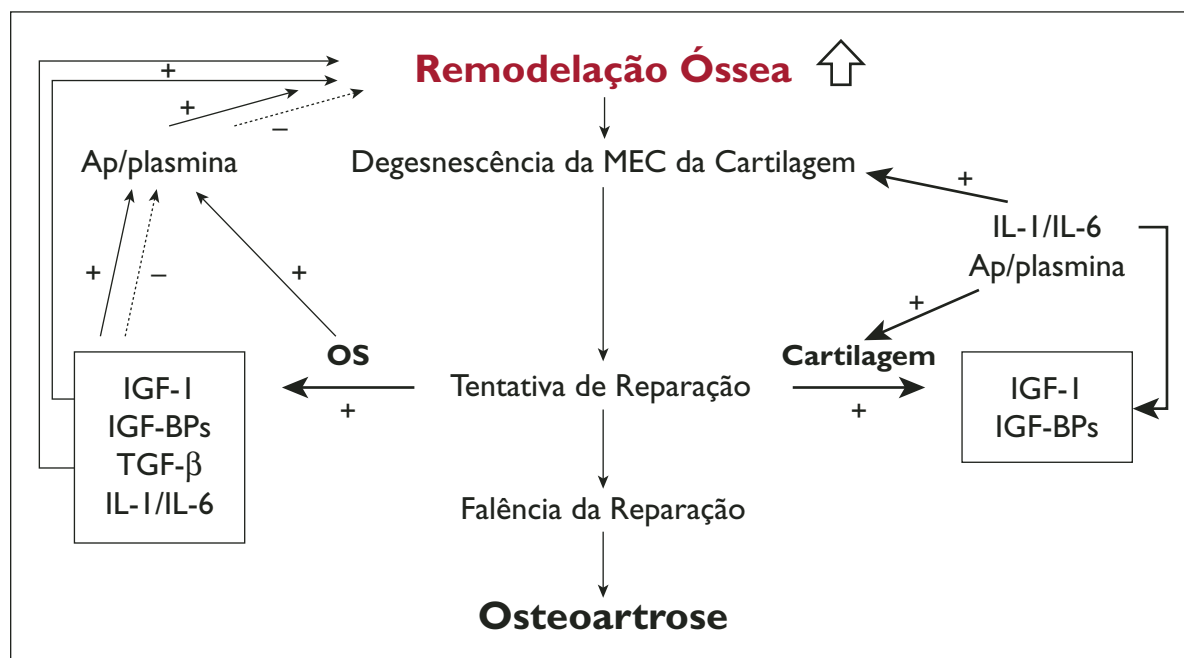 Remodelação Óssea
+
+
–
Ap/plasmina
Degesnescência da MEC da Cartilagem
+
IL-1/IL-6
Ap/plasmina
+
–
+
+
OS
Cartilagem
IGF-1
IGF-BPs
TGF-β
IL-1/IL-6
+
Tentativa de Reparação
+
IGF-1
IGF-BPs
Falência da Reparação
Osteoartrose